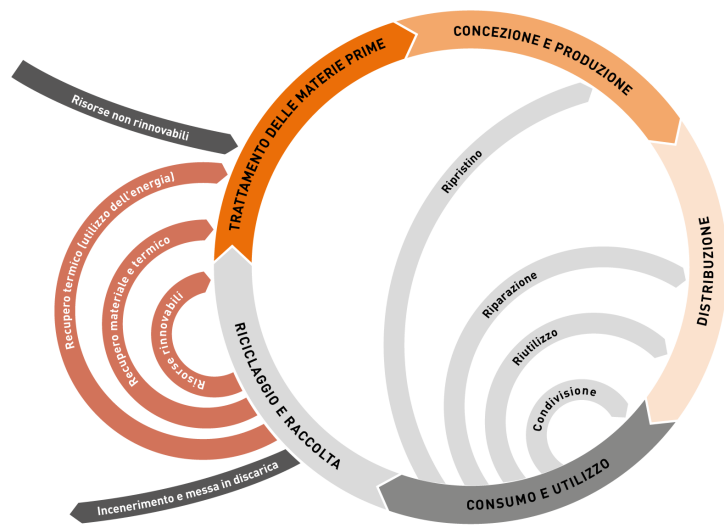 CONCEZIONE E PRODUZIONE
TRATTAMENTO DELLE MATERIE PRIME
Risorse non rinnovabili
Ripristino
Recupero termico (utilizzo dell'energia)
DISTRIBUZIONE
Recupero materiale e termico
Riparazione
Risorse rinnovabili
Riutilizzo
RICICLAGGIO E RACCOLTA
Condivisione
CONSUMO E UTILIZZO
Incenerimento e messa in discarica